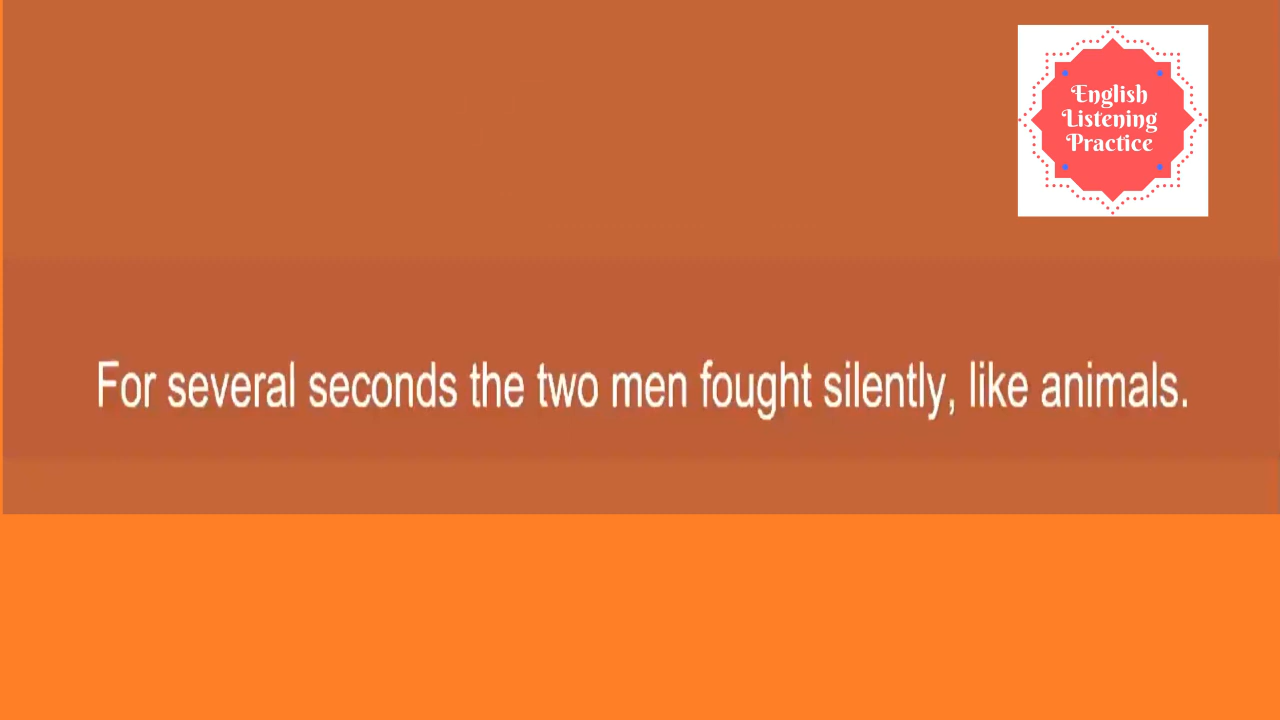 English
Listening
Practice
For several seconds the two men fought silently, like animals.